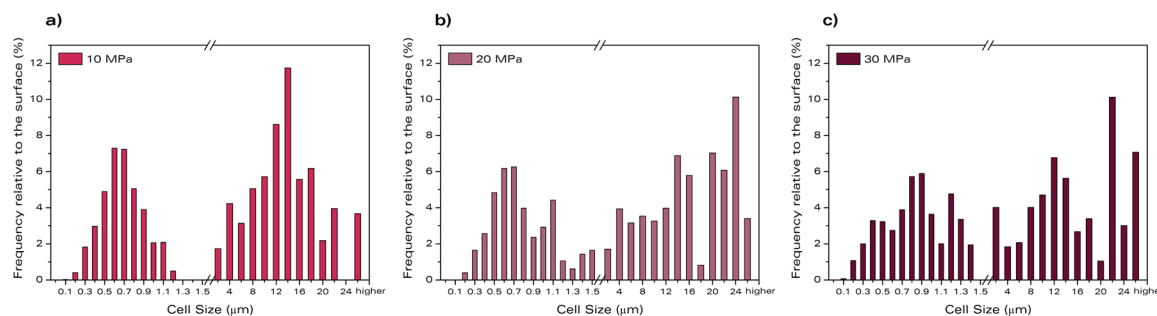 a)
10 MPa
Frequency relative to the surface (%)
12
10
8
6
4
2
0
0.1 0.3 0.5 0.7 0.9 1.1 1.3 1.5 4 8 12 16 20 24 higher
Cell Size (μm)
b)
20 MPa
Frequency relative to the surface (%)
12
10
8
6
4
2
0
0.1 0.3 0.5 0.7 0.9 1.1 1.3 1.5 4 8 12 16 20 24 higher
Cell Size (μm)
c)
30 MPa
Frequency relative to the surface (%)
12
10
8
6
4
2
0
0.1 0.3 0.5 0.7 0.9 1.1 1.3 1.5 4 8 12 16 20 24 higher
Cell Size (μm)